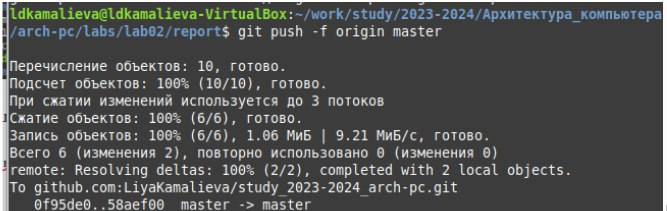 ldkamalieva@ldkamalieva-VirtualBox:~/work/study/2023-2024/Архитектура_компьютера
/arch-pc/labs/lab02/report$ git push -f origin master
Перечисление объектов: 10, готово.
Подсчет объектов: 100% (10/10), готово.
При сжатии изменений используется до 3 потоков
Сжатие объектов: 100% (6/6), готово.
Запись объектов: 100% (6/6), 1.06 МиБ | 9.21 МиБ/с, готово.
Всего 6 (изменения 2), повторно использовано 0 (изменения 0)
remote: Resolving deltas: 100% (2/2), completed with 2 local objects.
To github.com:LiyaKamalieva/study_2023-2024_arch-pc.git
0f95de0..58aef00  master -> master